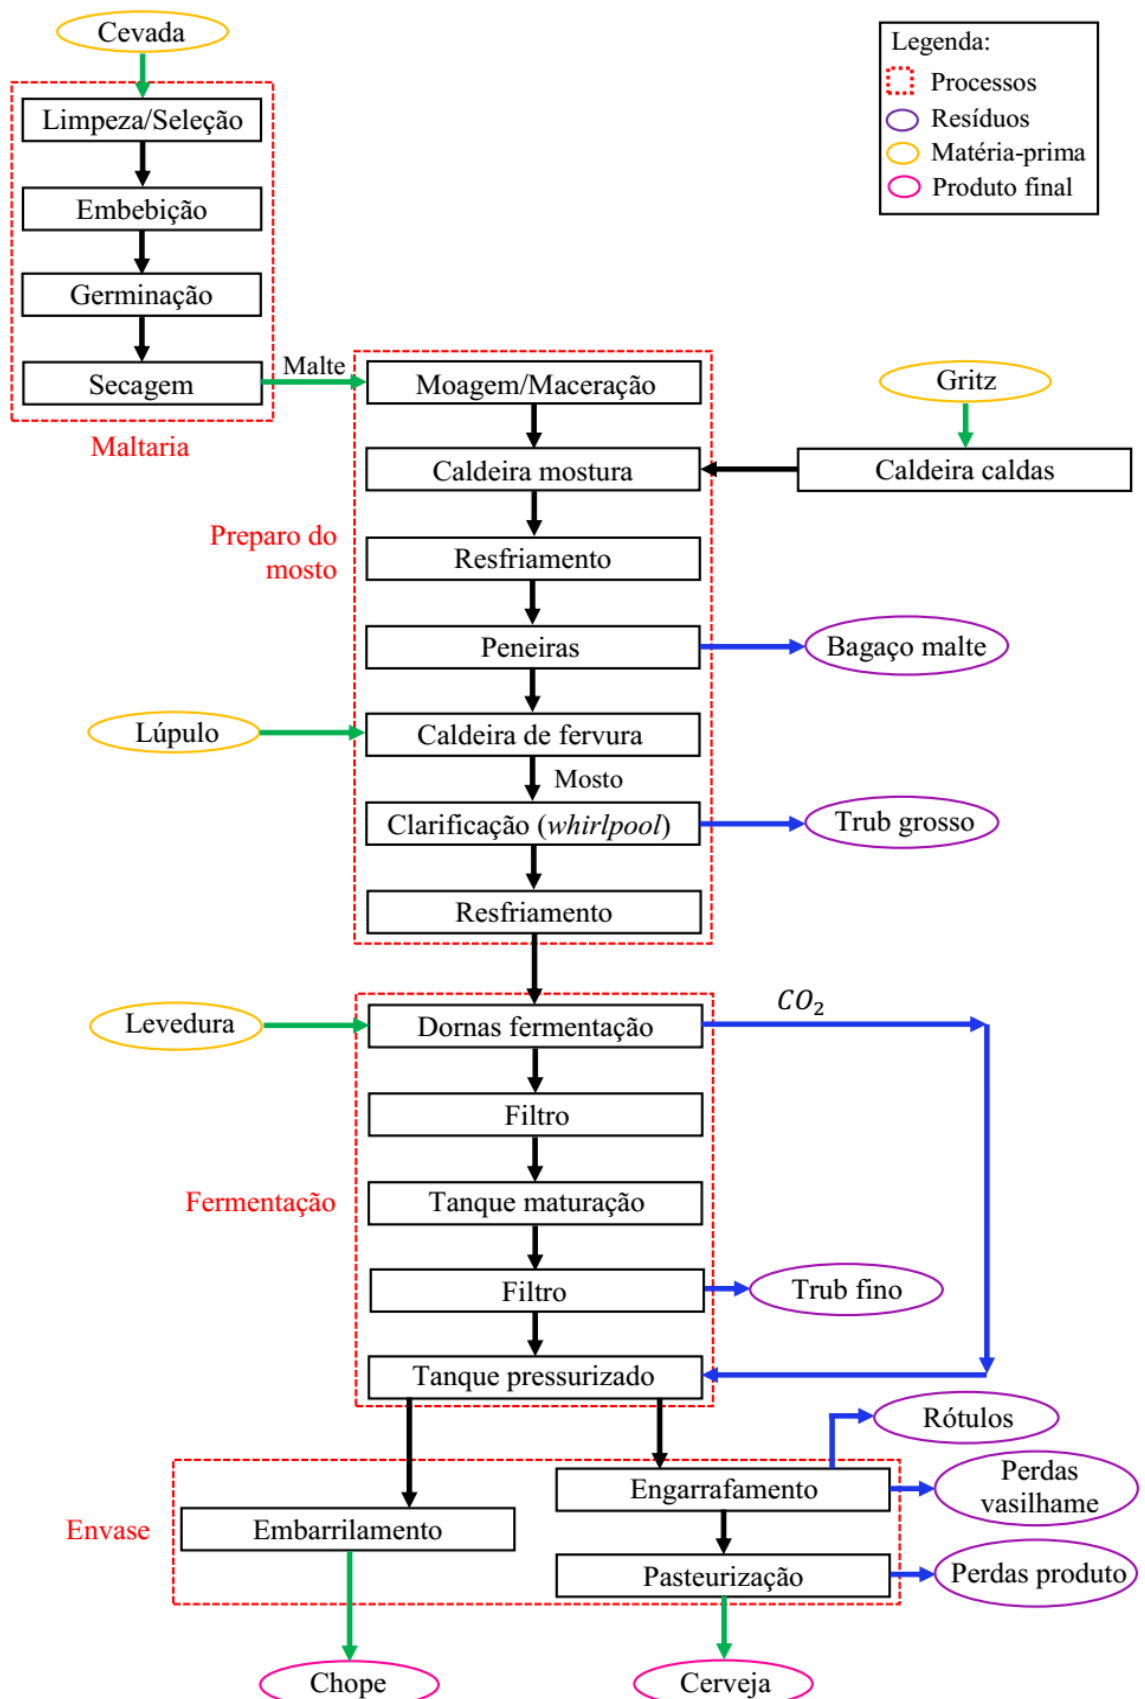 Cevada
Legenda:
Processos
Resíduos
Matéria-prima
Produto final
Limpeza/Seleção
Embebição
Germinação
Secagem
Malte
Maltaria
Moagem/Maceração
Gritz
Caldeira mostura
Caldeira caldas
Preparo do
mosto
Resfriamento
Peneiras
Bagaço malte
Lúpulo
Caldeira de fervura
Mosto
Clarificação (whirlpool)
Trub grosso
Resfriamento
Levedura
Dornas fermentação
CO₂
Filtro
Fermentação
Tanque maturação
Filtro
Trub fino
Tanque pressurizado
Rótulos
Engarrafamento
Perdas
vasilhame
Envase
Embarrilamento
Pasteurização
Perdas produto
Chope
Cerveja